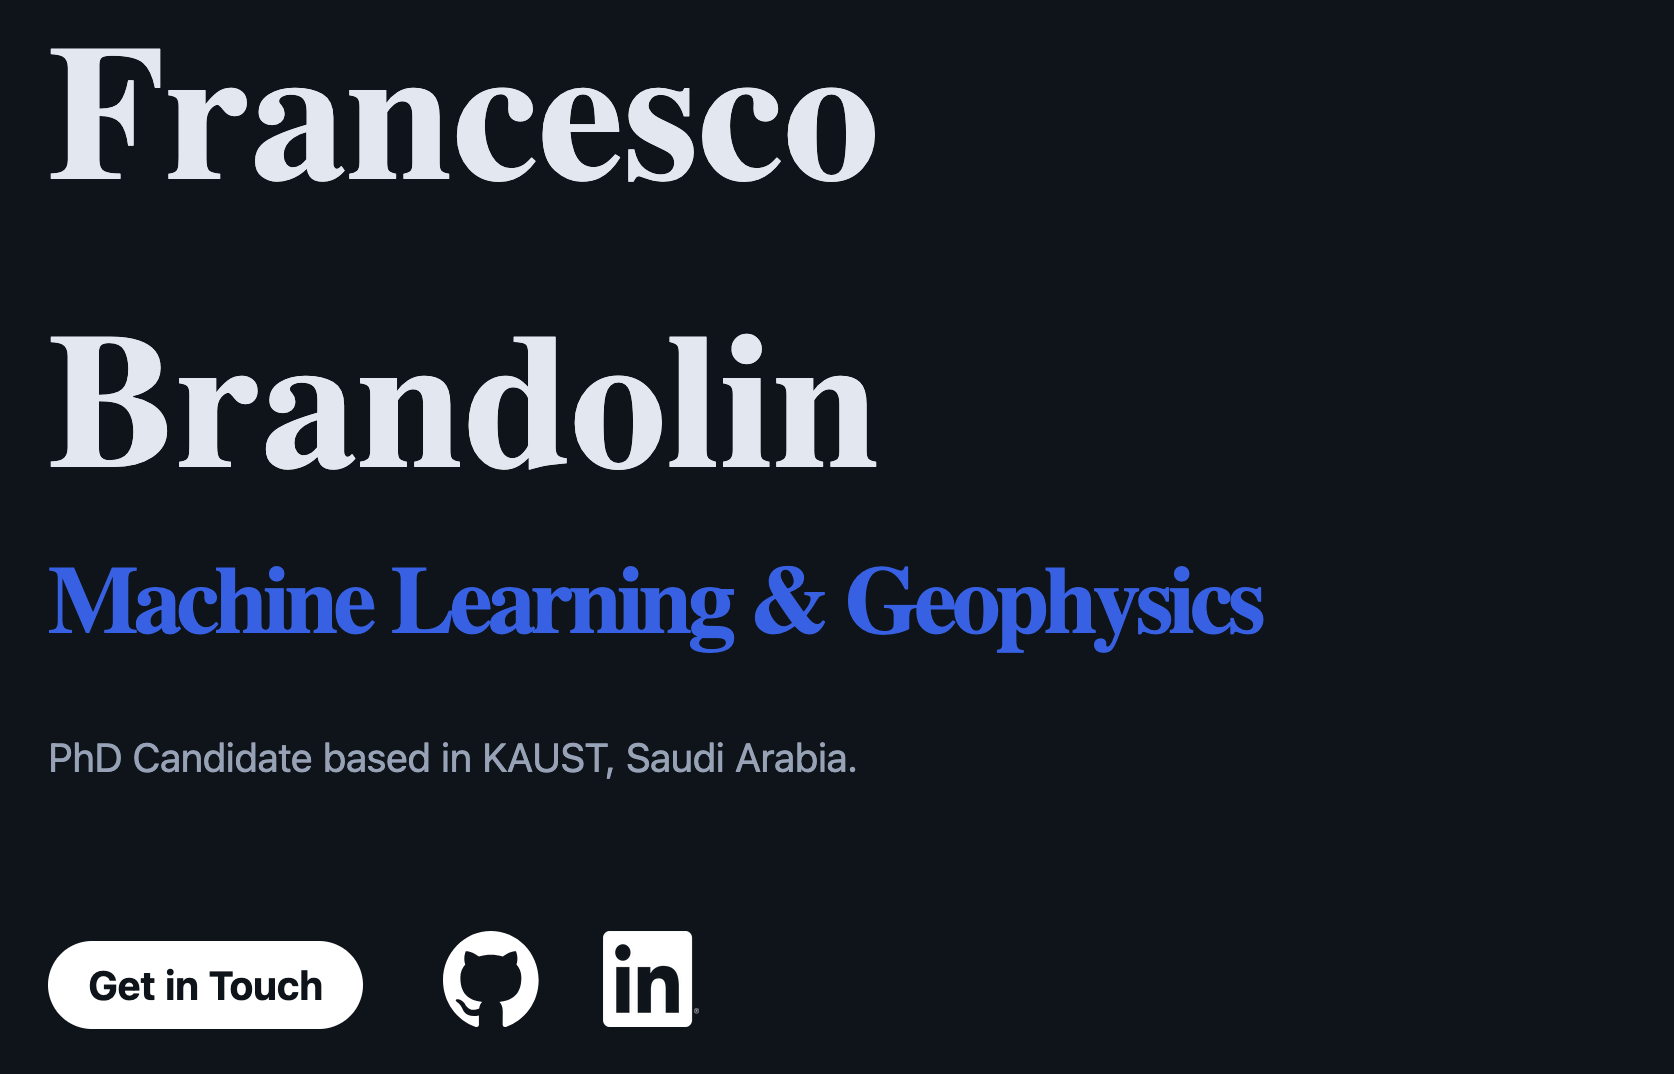 Francesco
Brandolin
Machine Learning & Geophysics
PhD Candidate based in KAUST, Saudi Arabia.
Get in Touch
in